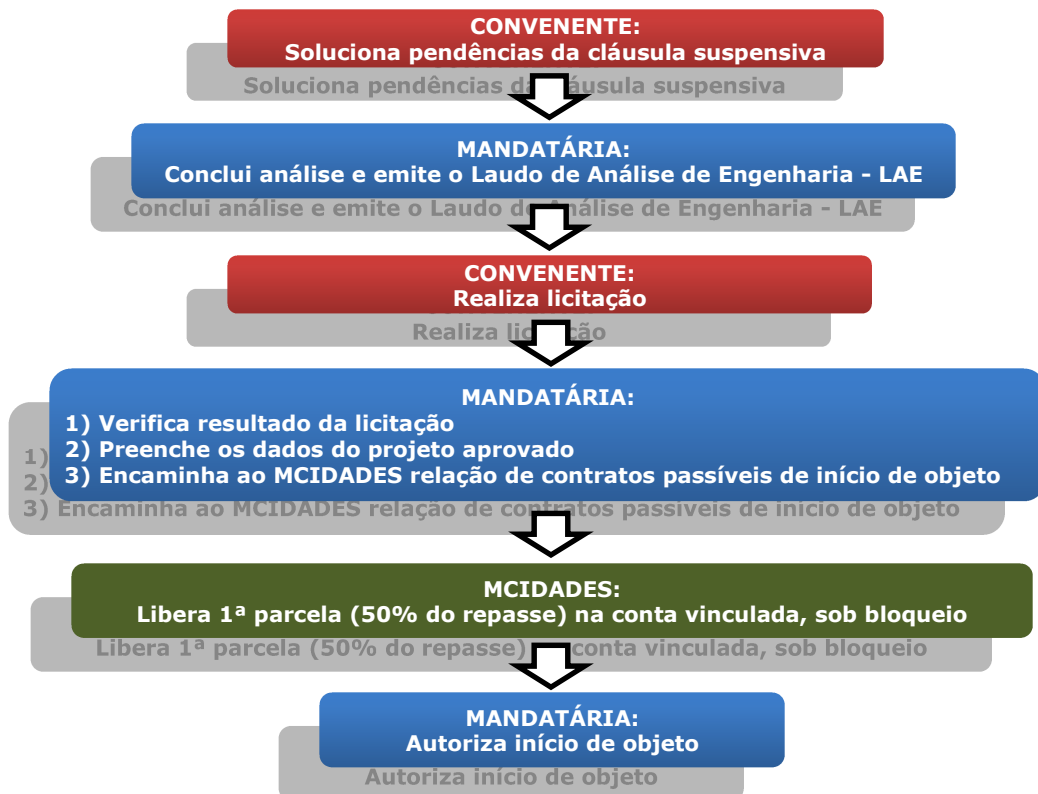 CONVENENTE:
Soluciona pendências da cláusula suspensiva
MANDATÁRIA:
Conclui análise e emite o Laudo de Análise de Engenharia - LAE
CONVENENTE:
Realiza licitação
MANDATÁRIA:
1) Verifica resultado da licitação
2) Preenche os dados do projeto aprovado
3) Encaminha ao MCIDADES relação de contratos passíveis de início de objeto
MCIDADES:
Libera 1ª parcela (50% do repasse) na conta vinculada, sob bloqueio
MANDATÁRIA:
Autoriza início de objeto